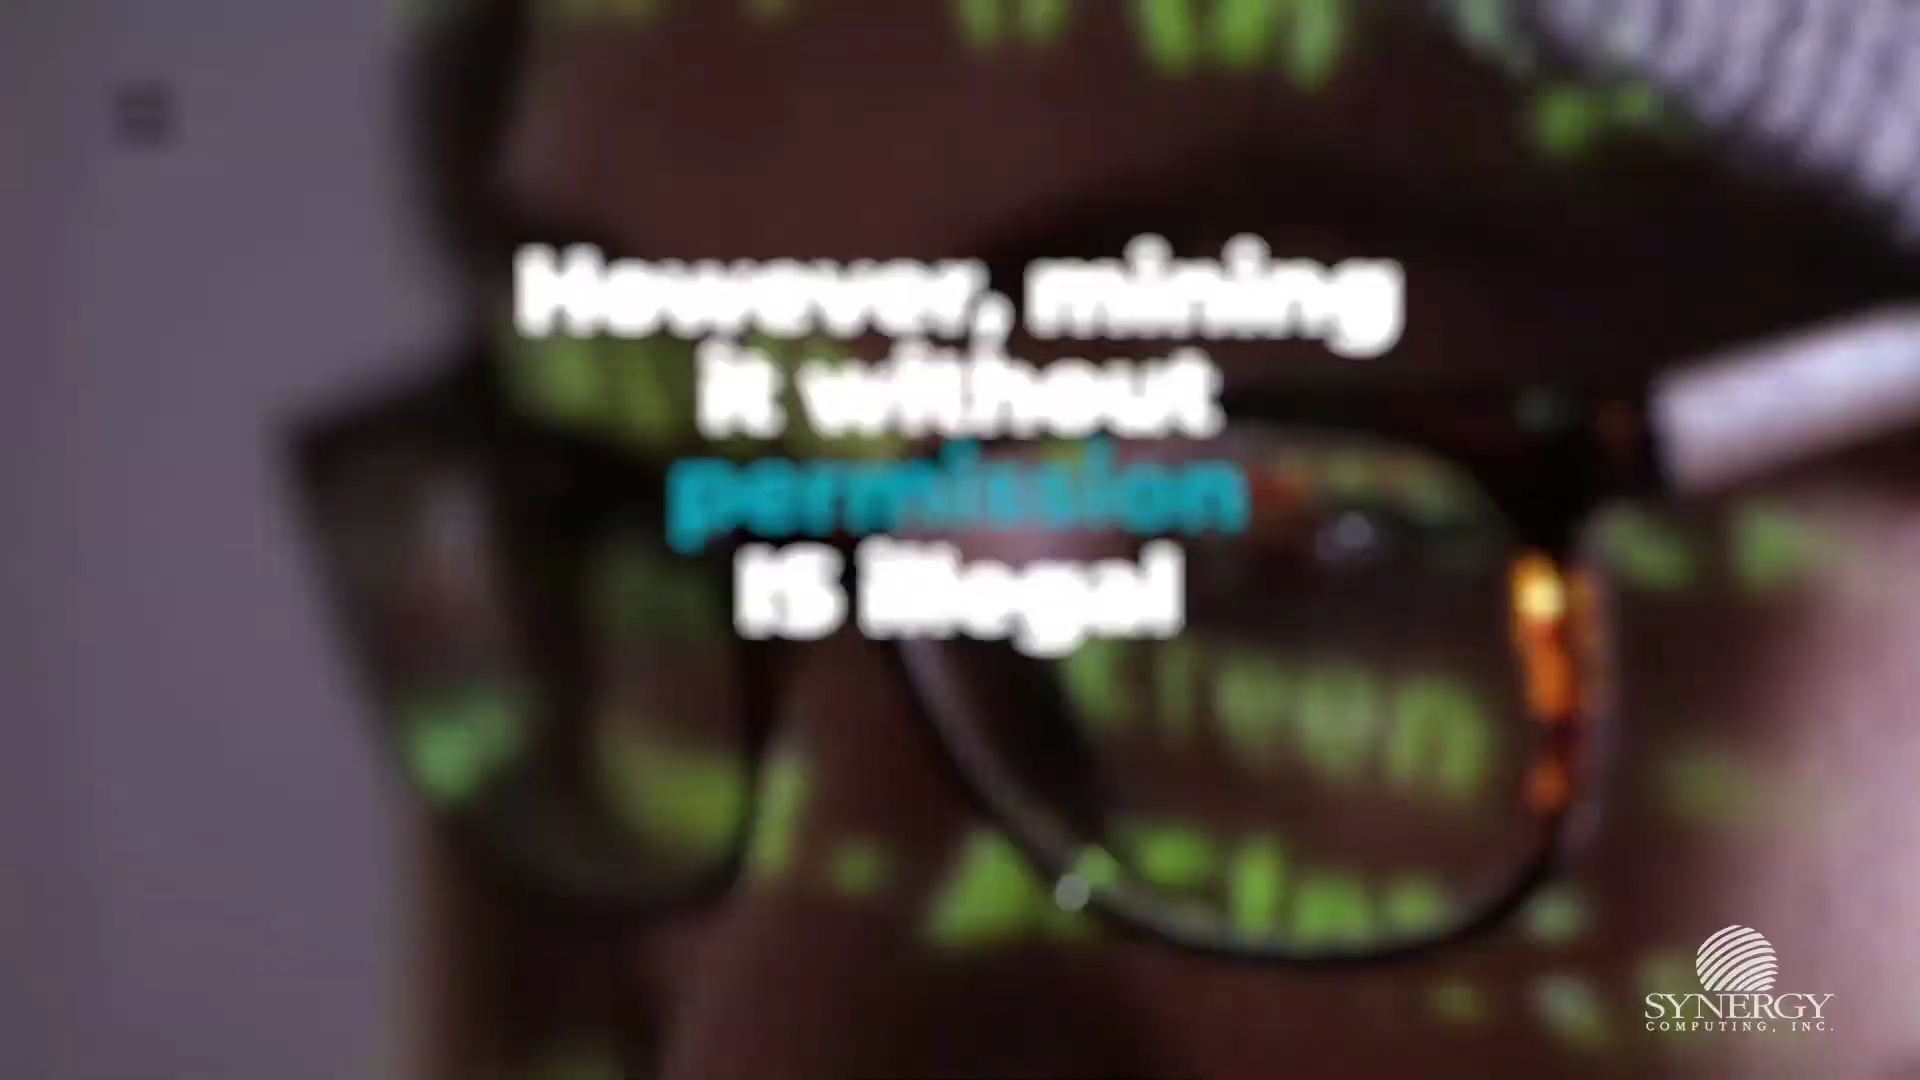 However, mining
it without
permission
IS illegal
SYNERGY
COMPUTING, INC.